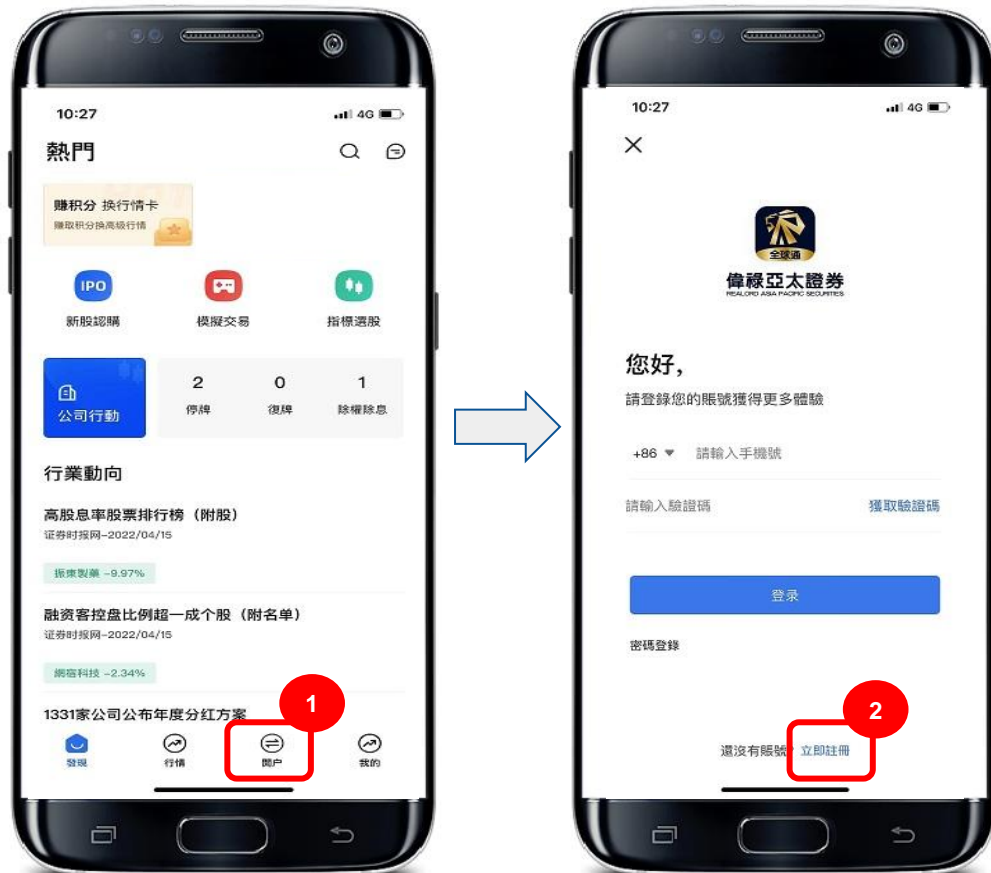 10:27
4G
熱門
赚积分 换行情卡
赚取积分换高级行情
IPO
新股認購
模擬交易
指標選股
公司行動
2
0
1
停牌
復牌
除權除息
行業動向
高股息率股票排行榜（附股）
证券时报网-2022/04/15
振東製藥 -9.97%
融资客控盘比例超一成个股（附名单）
证券时报网-2022/04/15
網宿科技 -2.34%
1331家公司公布年度分红方案
1
發現
行情
開户
我的
10:27
4G
全球通
偉祿亞太證券
REALORD ASIA PACIFIC SECURITIES
您好，
請登錄您的賬號獲得更多體驗
+86
請輸入手機號
請輸入驗證碼
獲取驗證碼
登录
密碼登錄
2
還沒有賬號? 立即註冊